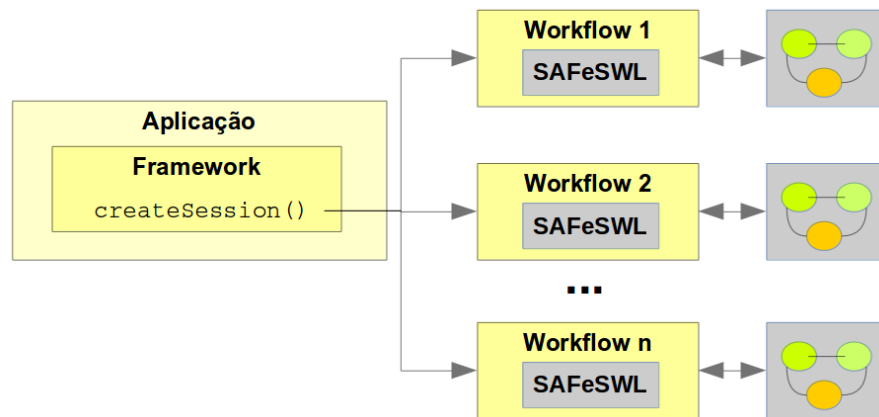 Workflow 1
SAFeSWL
Aplicação
Framework
createSession()
Workflow 2
SAFeSWL
...
Workflow n
SAFeSWL